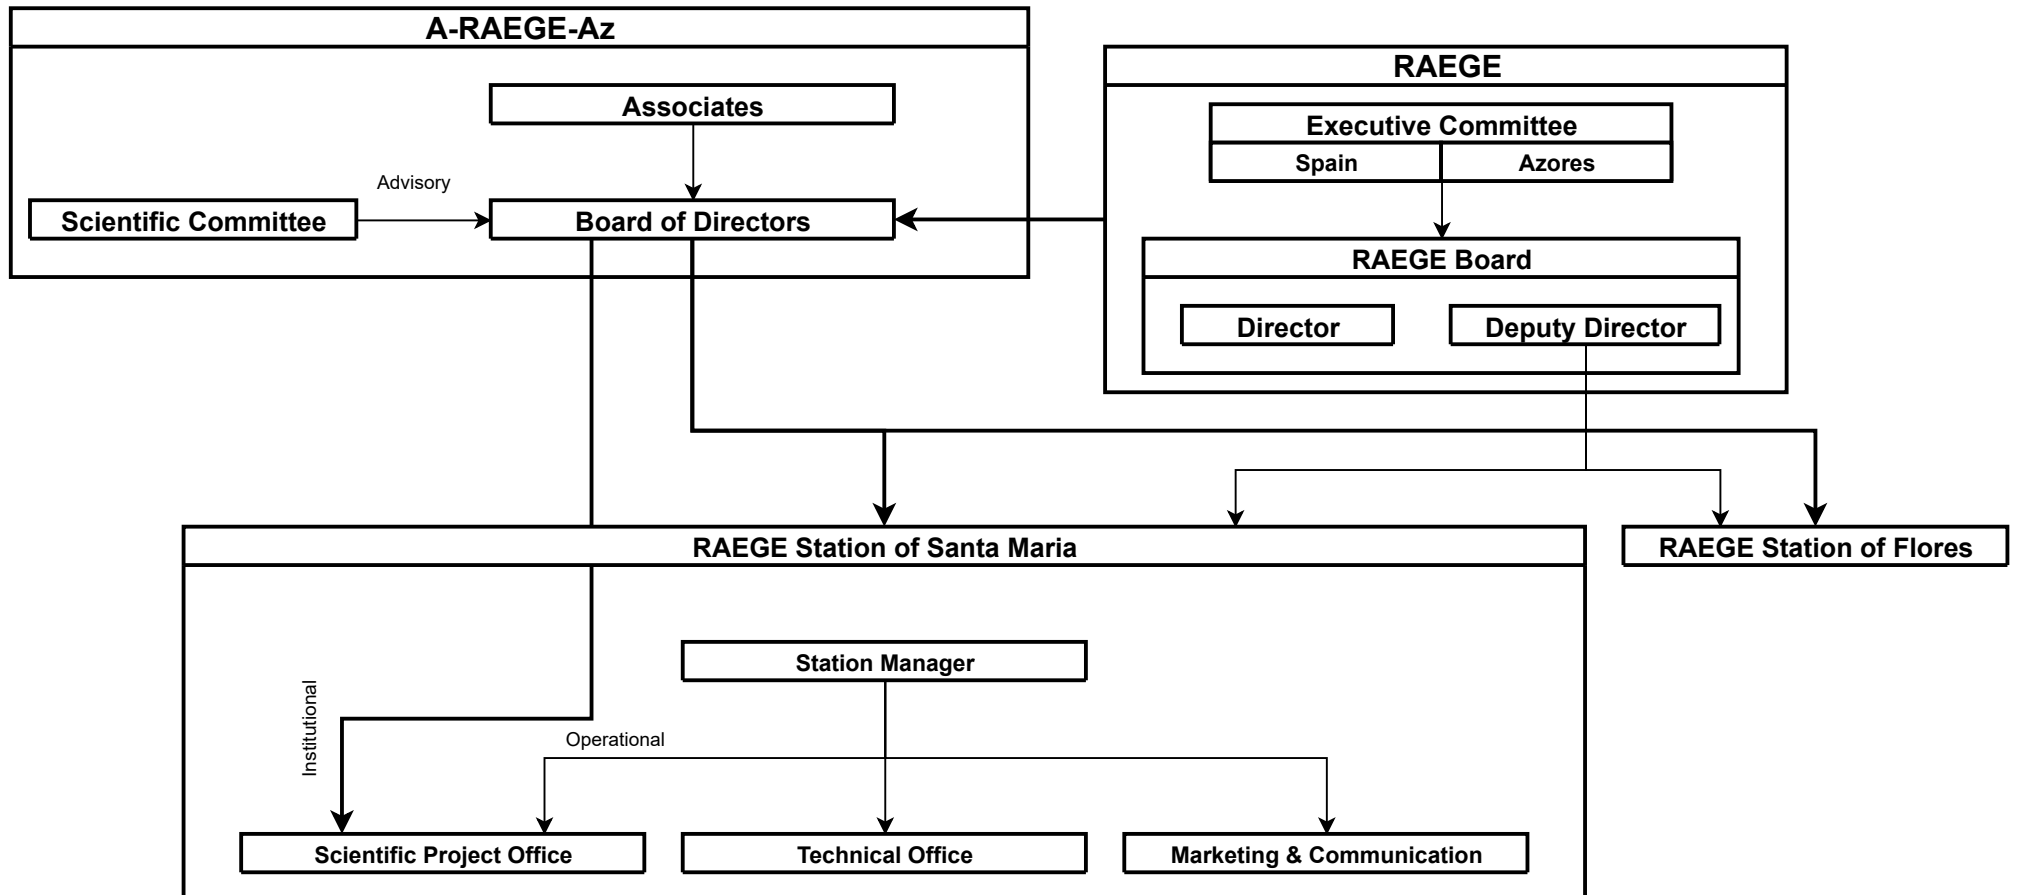 A-RAEGE-Az
RAEGE
Associates
Executive Committee
Spain
Azores
Advisory
Scientific Committee
Board of Directors
RAEGE Board
Director
Deputy Director
RAEGE Station of Santa Maria
RAEGE Station of Flores
Station Manager
Institutional
Operational
Scientific Project Office
Technical Office
Marketing & Communication